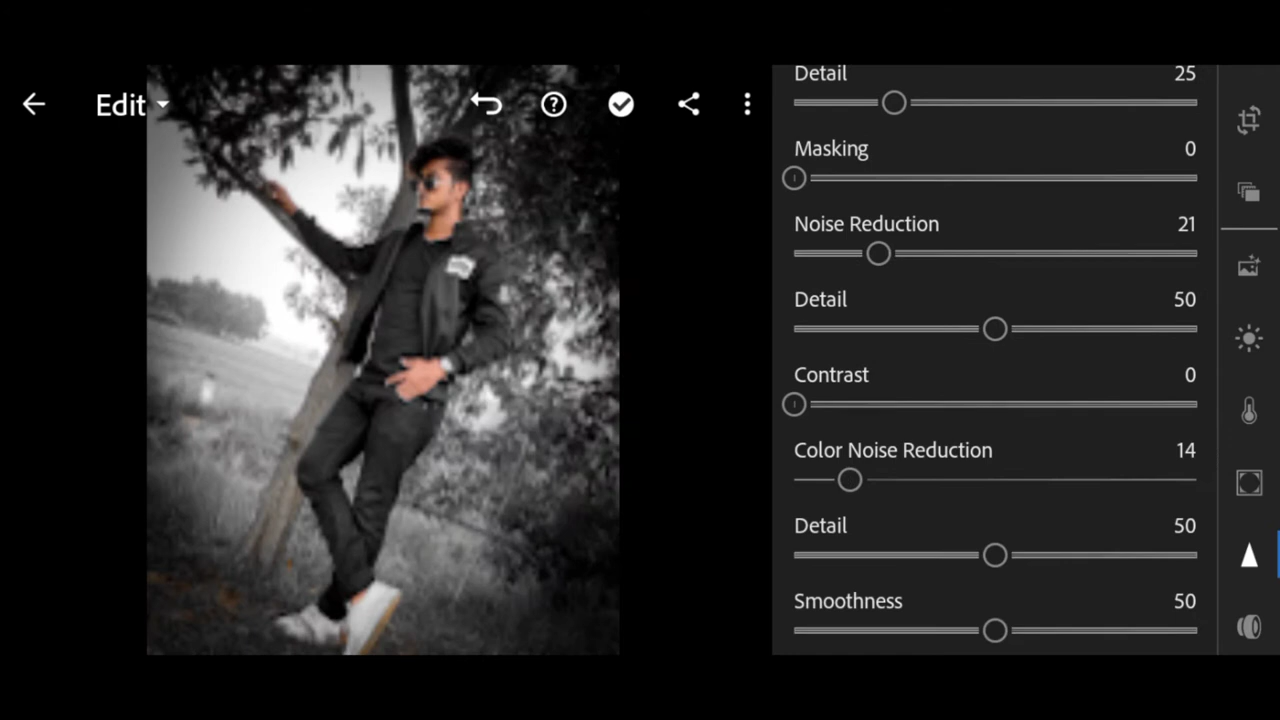 Edit
Detail 25
Masking 0
Noise Reduction 21
Detail 50
Contrast 0
Color Noise Reduction 14
Detail 50
Smoothness 50